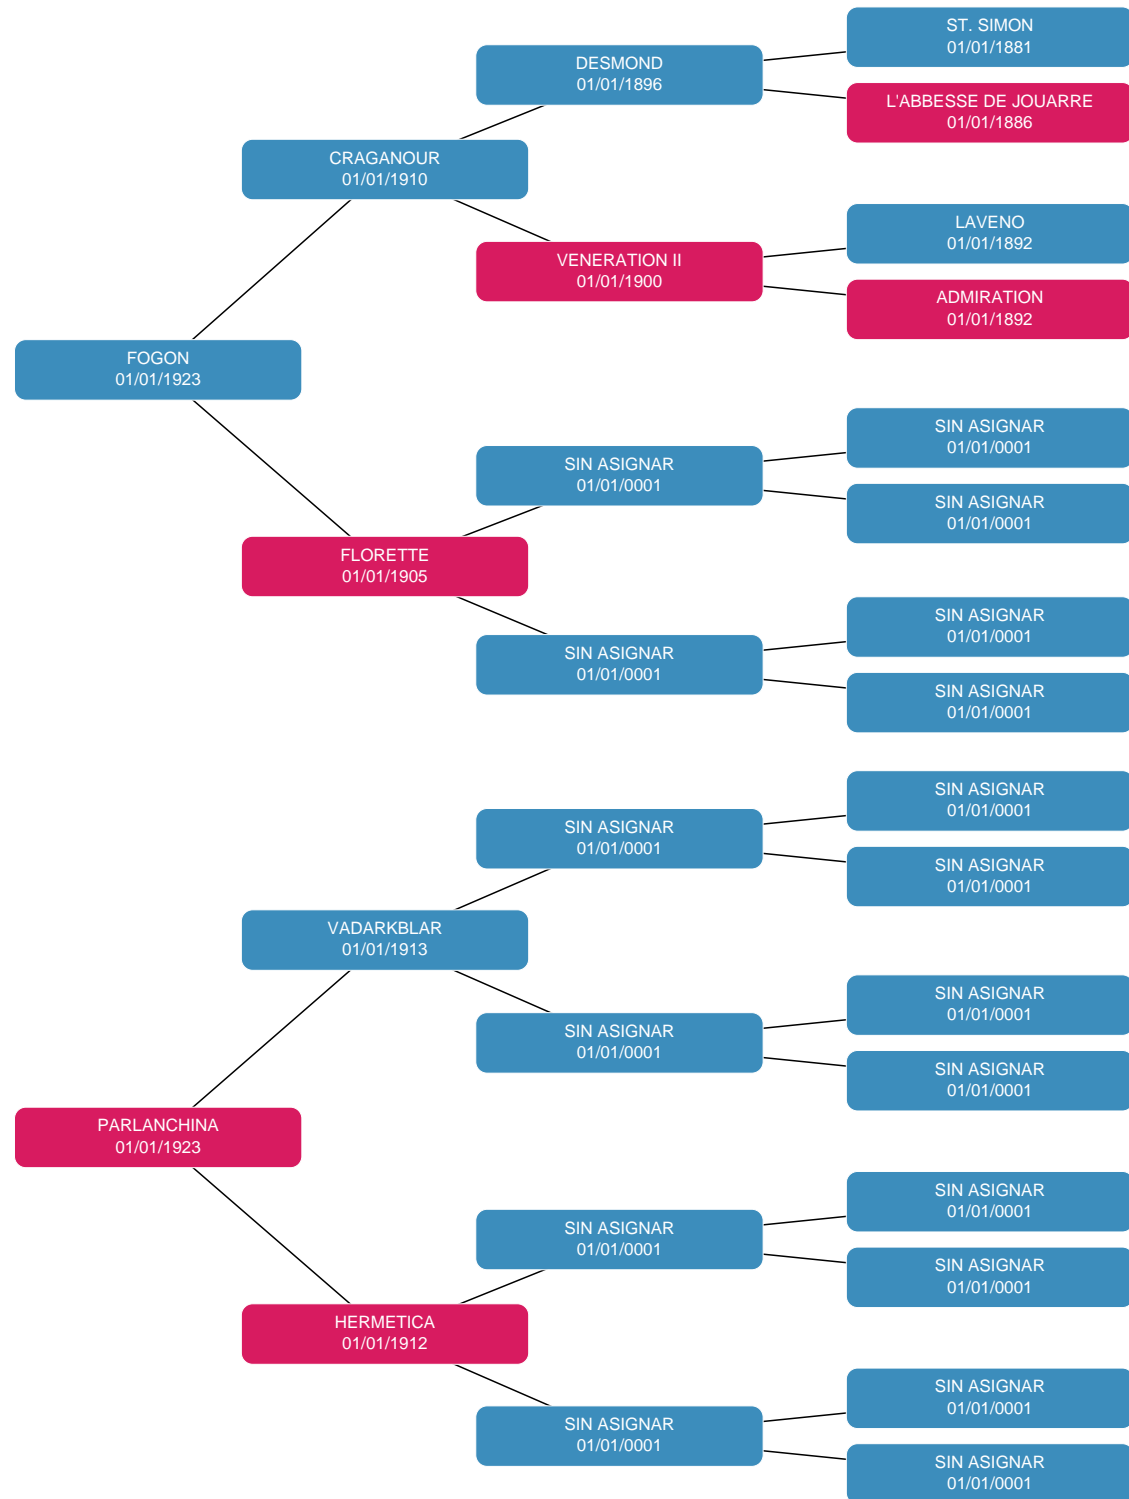 ST. SIMON
01/01/1881
DESMOND
01/01/1896
L'ABBESSE DE JOUARRE
01/01/1886
CRAGANOUR
01/01/1910
LAVENO
01/01/1892
VENERATION II
01/01/1900
ADMIRATION
01/01/1892
FOGON
01/01/1923
SIN ASIGNAR
01/01/0001
SIN ASIGNAR
01/01/0001
SIN ASIGNAR
01/01/0001
FLORETTE
01/01/1905
SIN ASIGNAR
01/01/0001
SIN ASIGNAR
01/01/0001
SIN ASIGNAR
01/01/0001
SIN ASIGNAR
01/01/0001
SIN ASIGNAR
01/01/0001
SIN ASIGNAR
01/01/0001
VADARKBLAR
01/01/1913
SIN ASIGNAR
01/01/0001
SIN ASIGNAR
01/01/0001
SIN ASIGNAR
01/01/0001
PARLANCHINA
01/01/1923
SIN ASIGNAR
01/01/0001
SIN ASIGNAR
01/01/0001
SIN ASIGNAR
01/01/0001
HERMETICA
01/01/1912
SIN ASIGNAR
01/01/0001
SIN ASIGNAR
01/01/0001
SIN ASIGNAR
01/01/0001